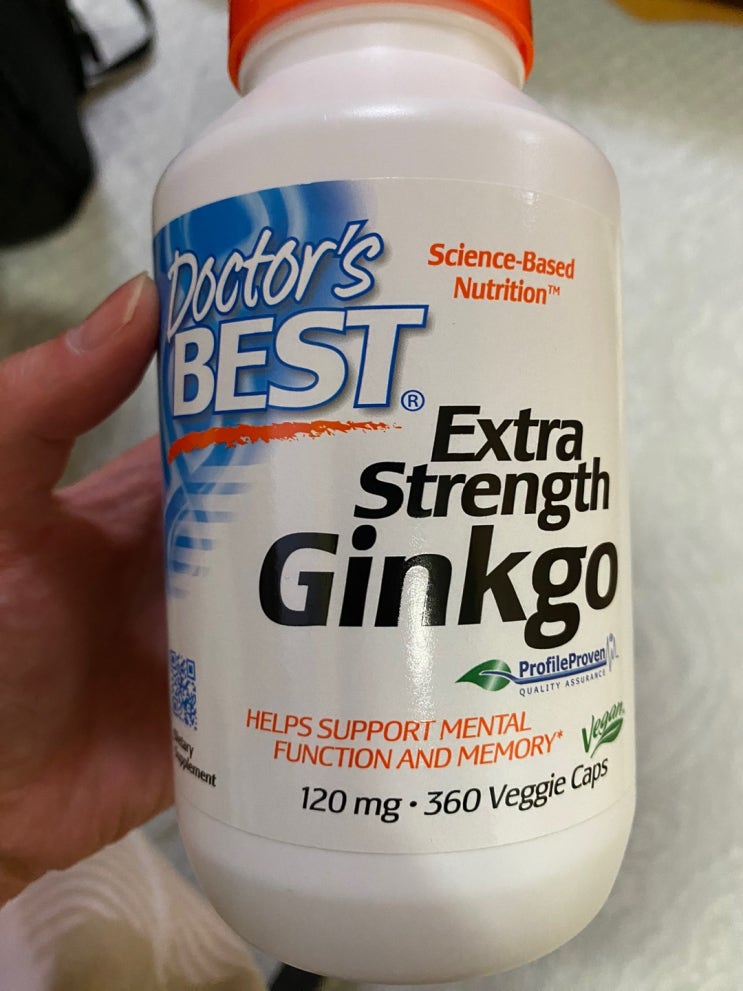 Doctor's
BEST®
Science-Based
Nutrition™
Extra
Strength
Ginkgo
ProfileProven
QUALITY ASSURANCE
HELPS SUPPORT MENTAL
FUNCTION AND MEMORY*
Vegan
120 mg • 360 Veggie Caps